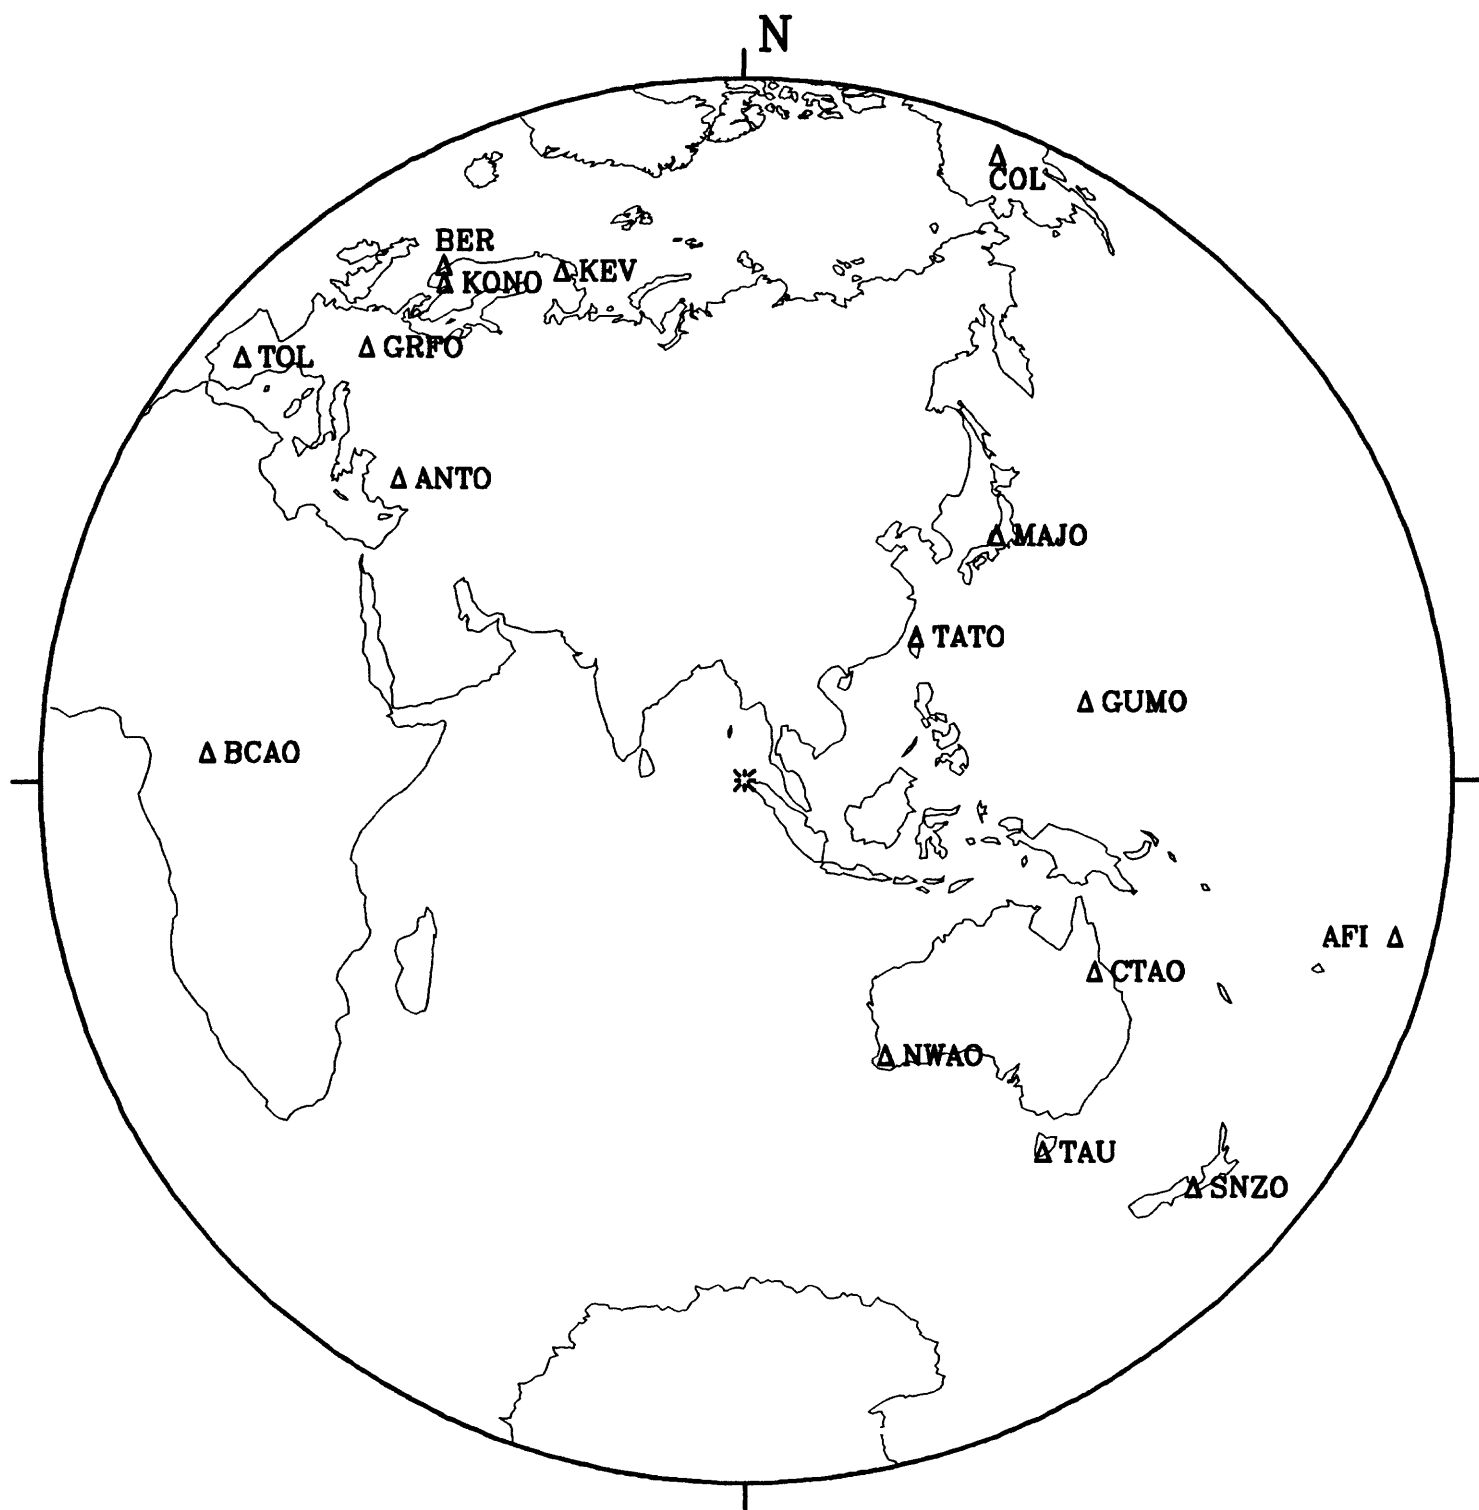 N
COL
BER
KEV
KONO
GRFO
TOL
ANTO
MAJO
TATO
GUMO
BCAO
AFI
CTAO
NWAO
TAU
SNZO